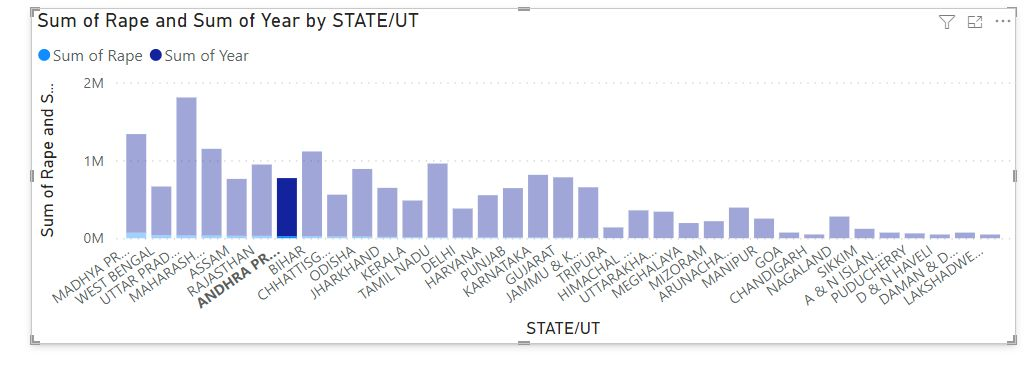 Sum of Rape and Sum of Year by STATE/UT
Sum of Rape Sum of Year
Sum of Rape and S...
2M
1M
0M
MADHYA PR...
WEST BENGAL
UTTAR PRAD...
MAHARASH...
ASSAM
RAJASTHAN
ANDHRA PR...
BIHAR
CHHATTISG...
ODISHA
JHARKHAND
KERALA
TAMIL NADU
DELHI
HARYANA
PUNJAB
KARNATAKA
GUJARAT
JAMMU & K...
TRIPURA
HIMACHAL ...
UTTARAKHA...
MEGHALAYA
MIZORAM
ARUNACHA...
MANIPUR
GOA
CHANDIGARH
NAGALAND
SIKKIM
A & N ISLAN...
PUDUCHERRY
D & N HAVELI
DAMAN & D...
LAKSHADWE...
STATE/UT